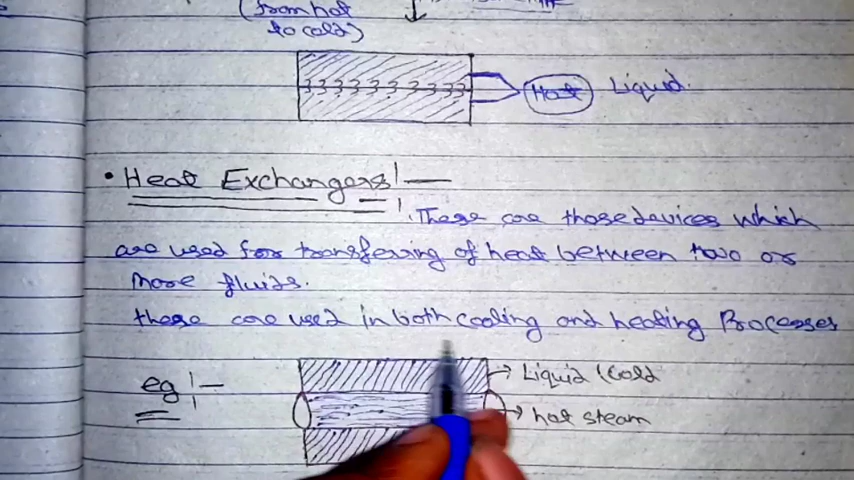 (from hot
to cold)
Hot Liquid.
• Heat Exchangers:—
These are those devices which
are used for transferring of heat between two or
more fluids.
these are used in both cooling and heating Processes
eg:— Liquid (Cold
hot steam